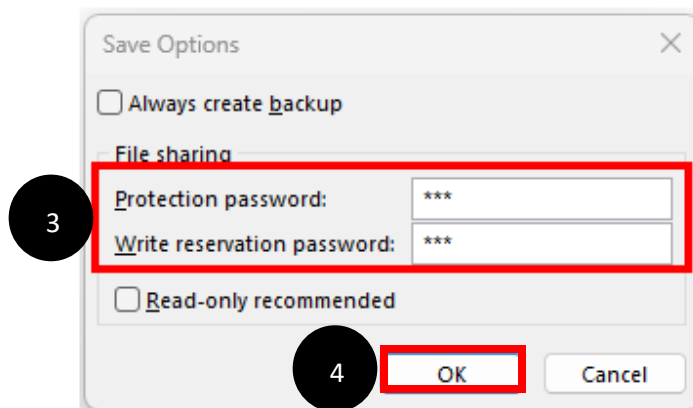 Save Options
Always create backup
File sharing
Protection password: ***
3
Write reservation password: ***
Read-only recommended
4 OK Cancel